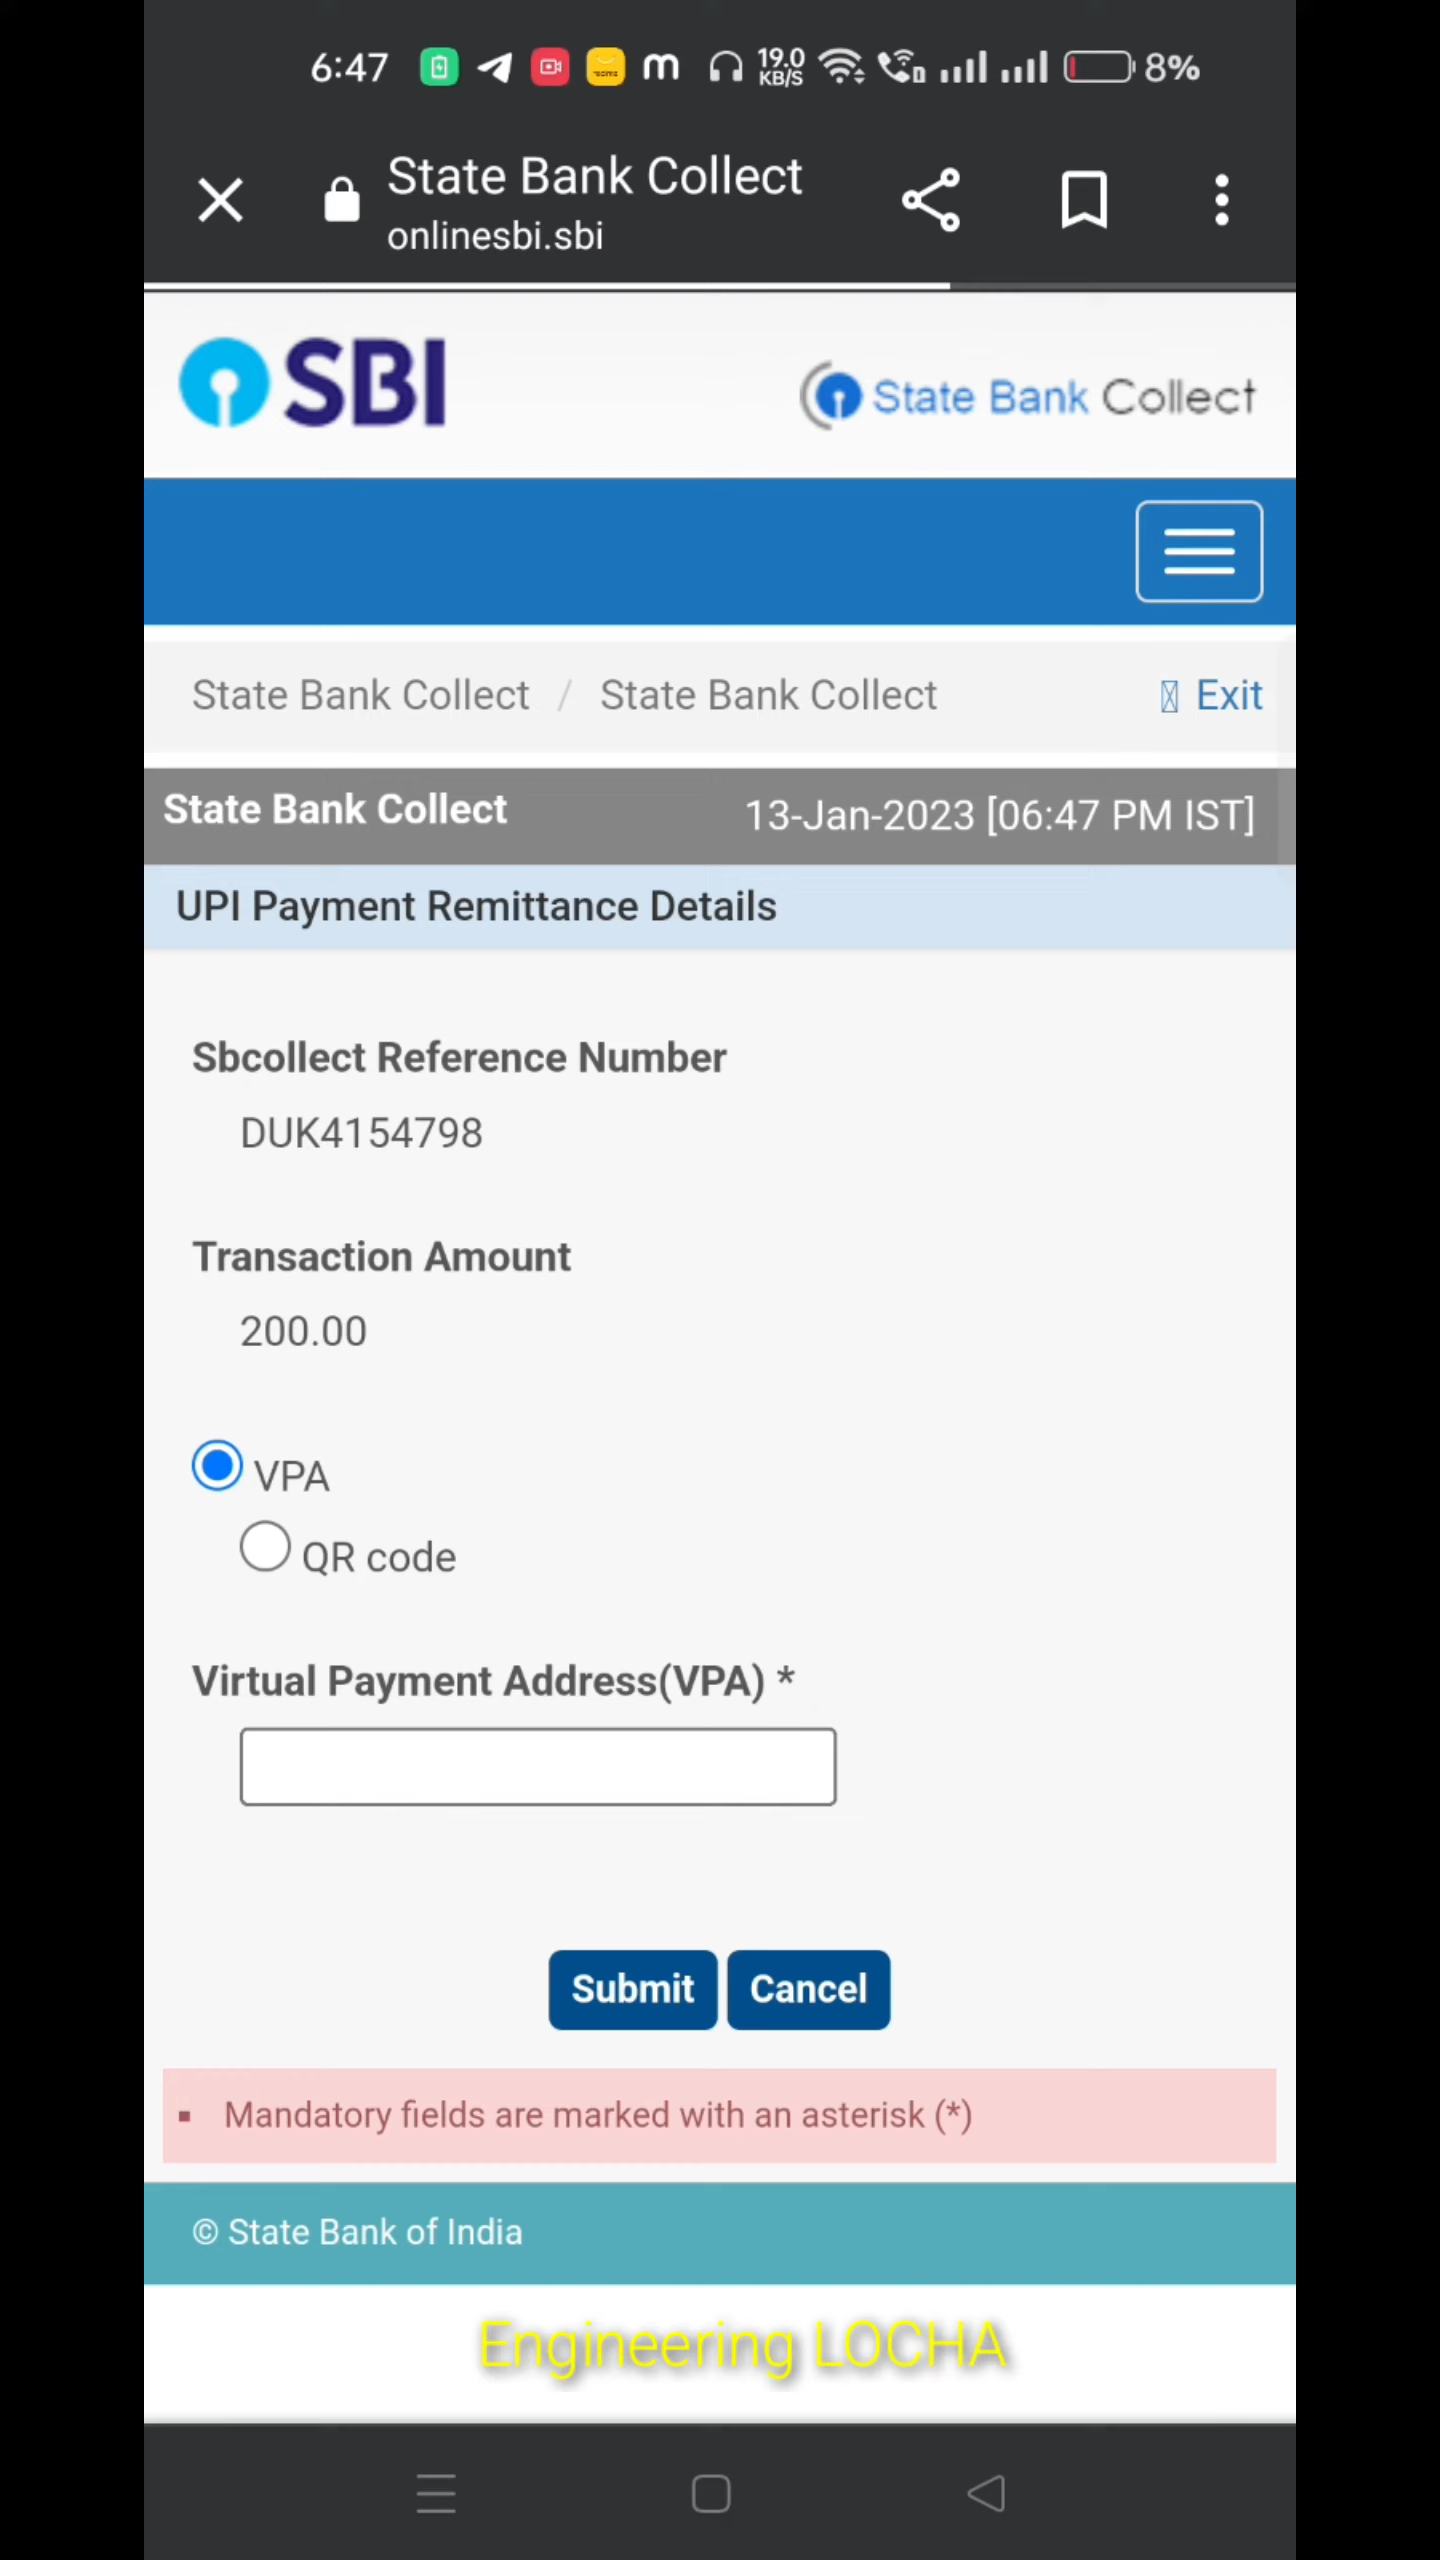 6:47 m 19.0 KB/S 8%
State Bank Collect
onlinesbi.sbi
SBI State Bank Collect
State Bank Collect / State Bank Collect Exit
State Bank Collect 13-Jan-2023 [06:47 PM IST]
UPI Payment Remittance Details
Sbcollect Reference Number
DUK4154798
Transaction Amount
200.00
VPA
QR code
Virtual Payment Address(VPA) *
Submit Cancel
▪ Mandatory fields are marked with an asterisk (*)
© State Bank of India
Engineering LOCHA